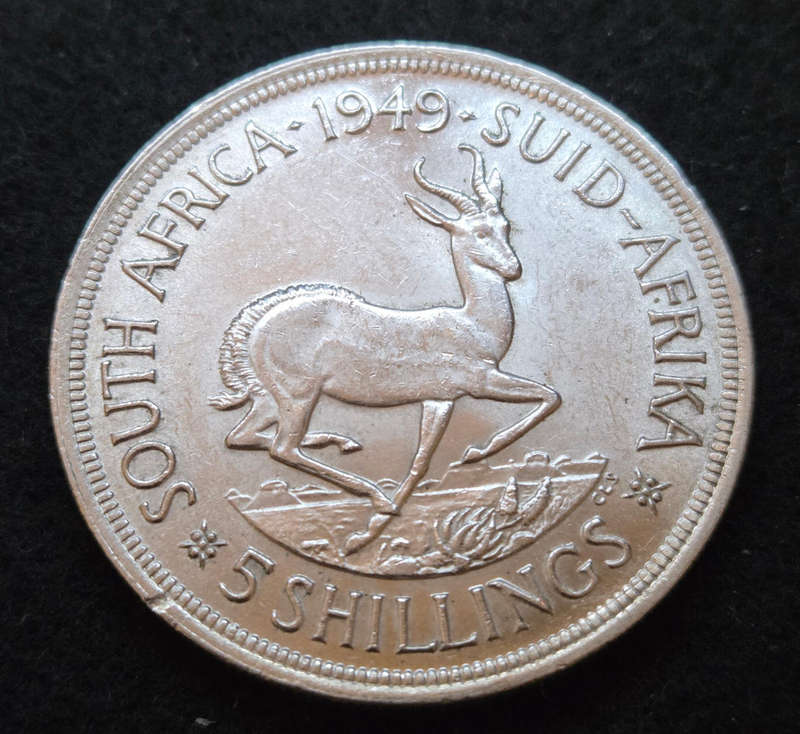 SOUTH AFRICA · 1949 · SUID-AFRIKA
5 SHILLINGS